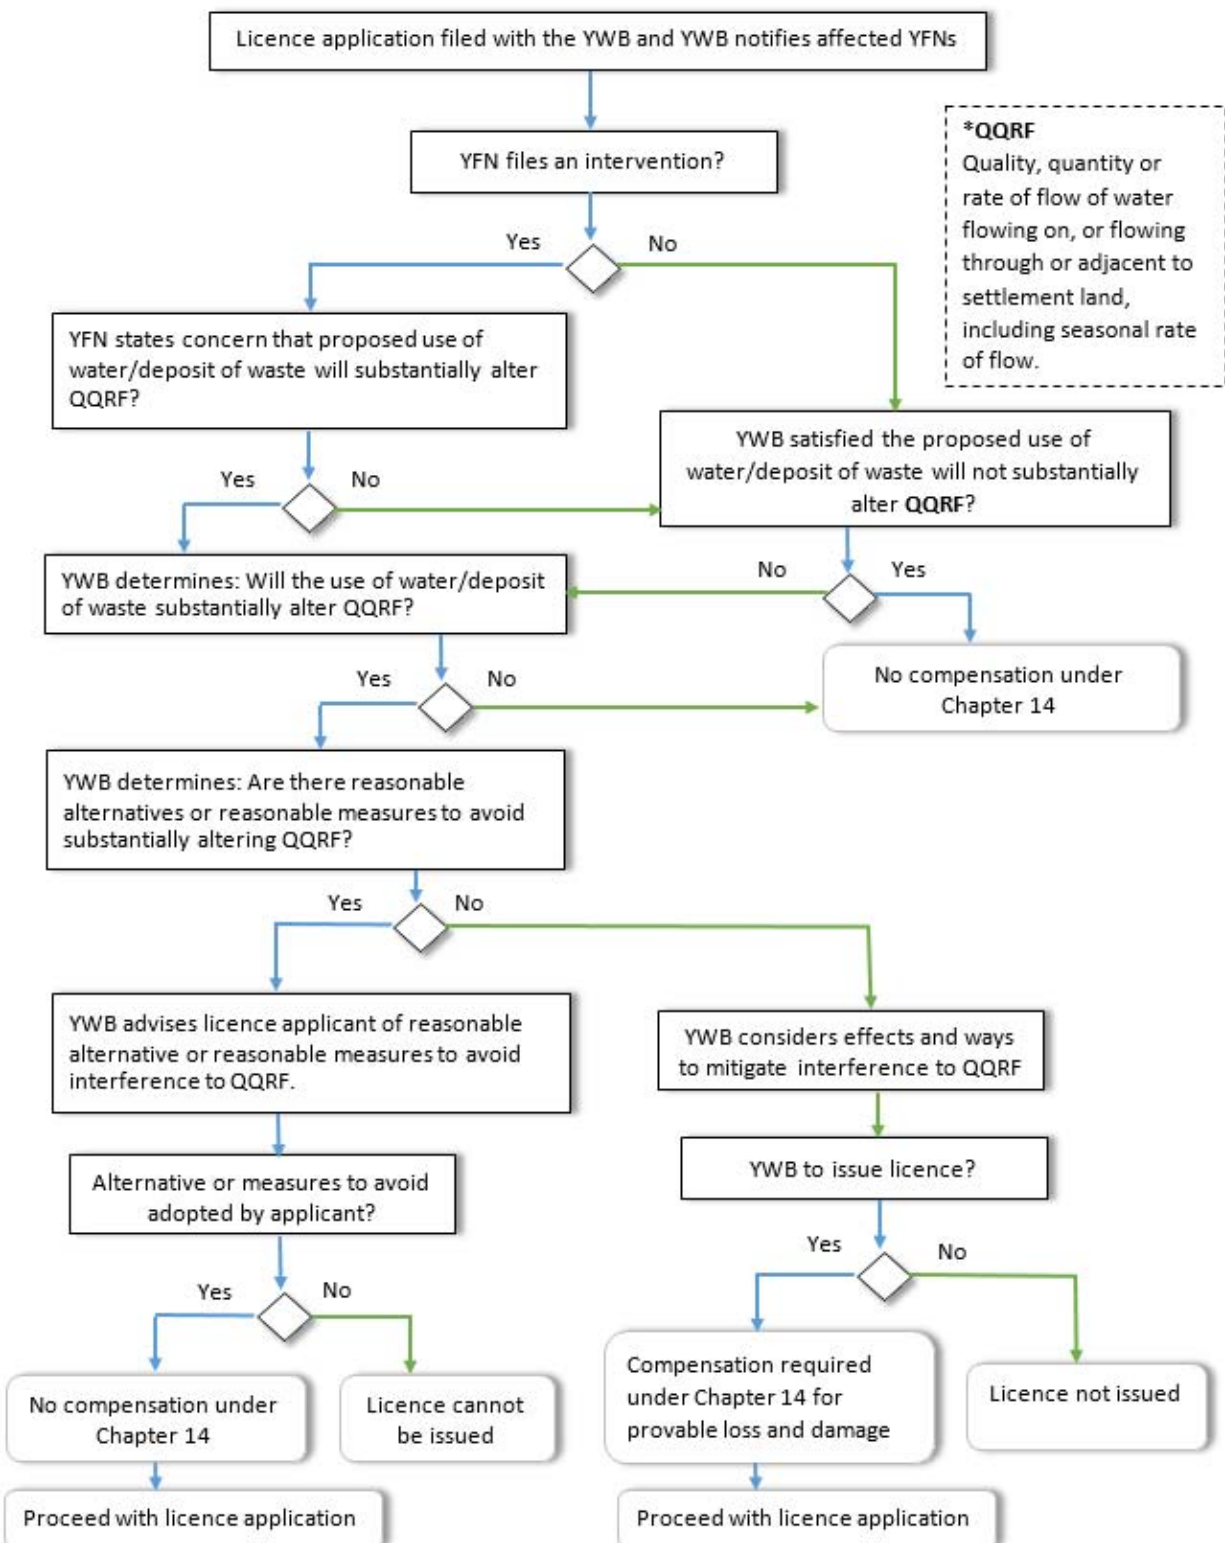 Licence application filed with the YWB and YWB notifies affected YFNs
YFN files an intervention?
*QQRF
Quality, quantity or
rate of flow of water
flowing on, or flowing
through or adjacent to
settlement land,
including seasonal rate
of flow.
Yes
No
YFN states concern that proposed use of
water/deposit of waste will substantially alter
QQRF?
YWB satisfied the proposed use of
water/deposit of waste will not substantially
alter QQRF?
Yes
No
YWB determines: Will the use of water/deposit
of waste substantially alter QQRF?
No
Yes
No compensation under
Chapter 14
Yes
No
YWB determines: Are there reasonable
alternatives or reasonable measures to avoid
substantially altering QQRF?
Yes
No
YWB advises licence applicant of reasonable
alternative or reasonable measures to avoid
interference to QQRF.
YWB considers effects and ways
to mitigate interference to QQRF
Alternative or measures to avoid
adopted by applicant?
YWB to issue licence?
Yes
No
Yes
No
No compensation under
Chapter 14
Licence cannot
be issued
Compensation required
under Chapter 14 for
provable loss and damage
Licence not issued
Proceed with licence application
Proceed with licence application